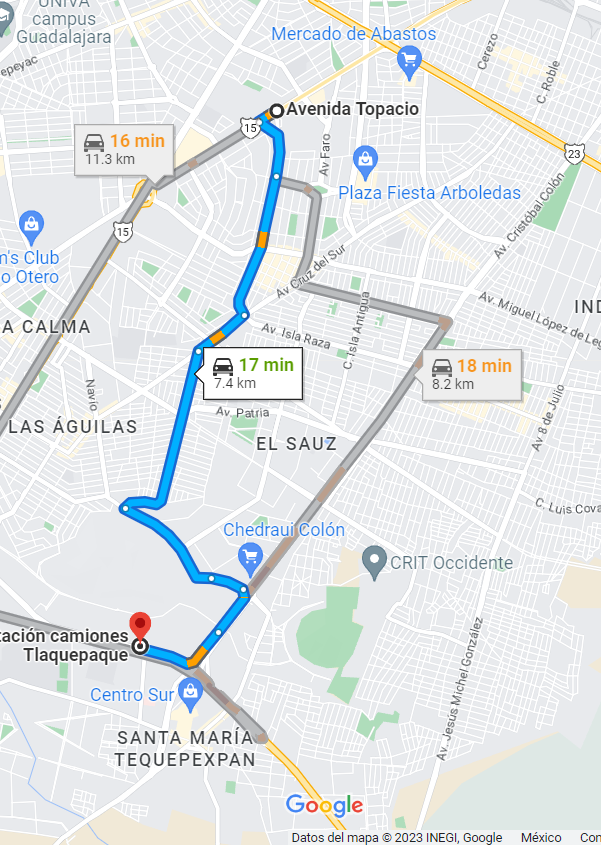 UNIVA
campus
Guadalajara
Mercado de Abastos
epeyac
Cerezo
C. Roble
Avenida Topacio
15
16 min
11.3 km
Av Faro
23
Plaza Fiesta Arboledas
Av. Cristóbal Colón
15
m's Club
o Otero
Av Cruz del Sur
Av. Miguel López de Leg
IND
A CALMA
Av. Isla Raza
C. Isla Antigua
17 min
7.4 km
18 min
8.2 km
Navío
Av. Patria
Av 8 de Julio
LAS ÁGUILAS
EL SAUZ
C. Luis Cova
Chedraui Colón
CRIT Occidente
tación camiones
Tlaquepaque
Av. Jesús Michel González
Centro Sur
SANTA MARÍA
TEQUEPEXPAN
Google
Datos del mapa © 2023 INEGI, Google México Con